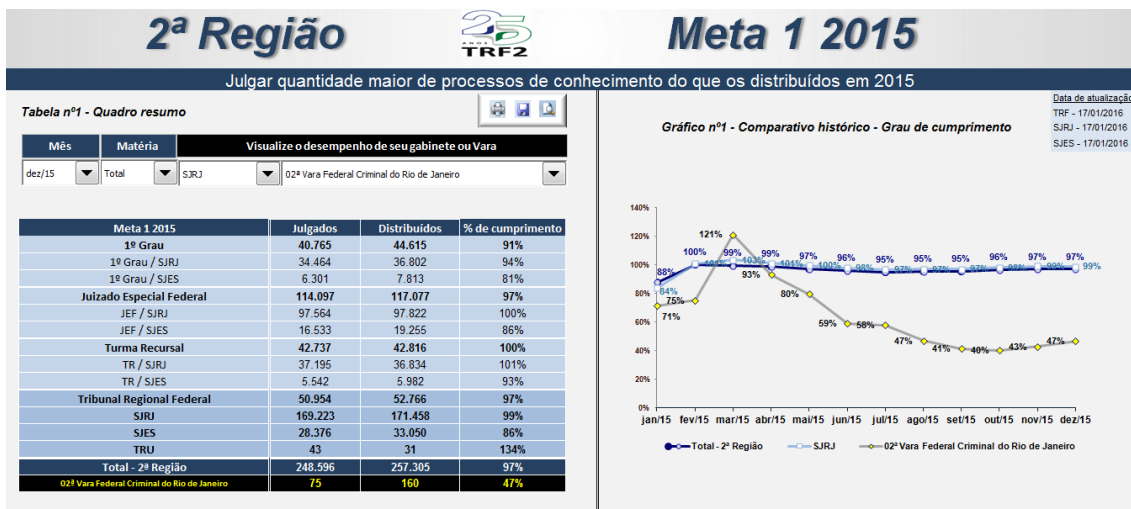 2ª Região
25
ANOS
TRF2
Meta 1 2015
Julgar quantidade maior de processos de conhecimento do que os distribuídos em 2015
Tabela nº1 - Quadro resumo
Mês Matéria Visualize o desempenho de seu gabinete ou Vara
dez/15 Total SJRJ 02ª Vara Federal Criminal do Rio de Janeiro
Meta 1 2015 Julgados Distribuídos % de cumprimento
1º Grau 40.765 44.615 91%
1º Grau / SJRJ 34.464 36.802 94%
1º Grau / SJES 6.301 7.813 81%
Juizado Especial Federal 114.097 117.077 97%
JEF / SJRJ 97.564 97.822 100%
JEF / SJES 16.533 19.255 86%
Turma Recursal 42.737 42.816 100%
TR / SJRJ 37.195 36.834 101%
TR / SJES 5.542 5.982 93%
Tribunal Regional Federal 50.954 52.766 97%
SJRJ 169.223 171.458 99%
SJES 28.376 33.050 86%
TRU 43 31 134%
Total - 2ª Região 248.596 257.305 97%
02ª Vara Federal Criminal do Rio de Janeiro 75 160 47%
Data de atualização
TRF - 17/01/2016
SJRJ - 17/01/2016
SJES - 17/01/2016
Gráfico nº1 - Comparativo histórico - Grau de cumprimento
140%
120%
100%
80%
60%
40%
20%
0%
88% 100% 99% 99% 97% 96% 95% 95% 95% 96% 97% 97%
84% 103% 101% 100% 98% 97% 97% 97% 98% 99% 99%
71% 75% 121% 93% 80% 59% 58% 47% 41% 40% 43% 47%
jan/15 fev/15 mar/15 abr/15 mai/15 jun/15 jul/15 ago/15 set/15 out/15 nov/15 dez/15
Total - 2ª Região SJRJ 02ª Vara Federal Criminal do Rio de Janeiro